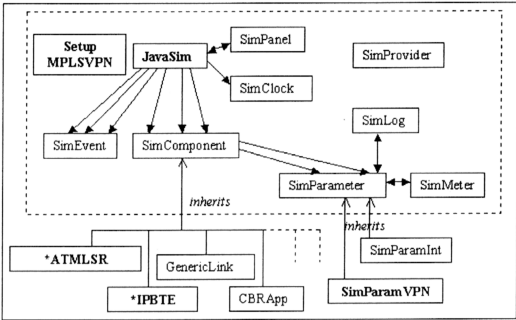 Setup
MPLSVPN
JavaSim
SimPanel
SimProvider
SimClock
SimLog
SimEvent
SimComponent
SimParameter
SimMeter
inherits
inherits
*ATMLSR
GenericLink
SimParamInt
*IPBTE
CBRApp
SimParamVPN